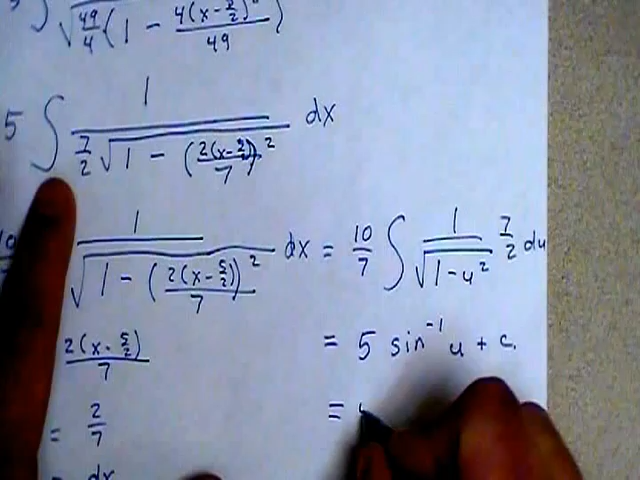 ∫ 1/√(49/4 (1 − 4(x − 5/2)²/49))
5 ∫ 1/(7/2 √(1 − (2(x − 5/2)/7)²)) dx
1/√(1 − (2(x − 5/2)/7)²) dx = 10/7 ∫ 1/√(1 − u²) 7/2 du
2(x − 5/2)/7
= 5 sin⁻¹ u + c.
= 2/7
=
= dx